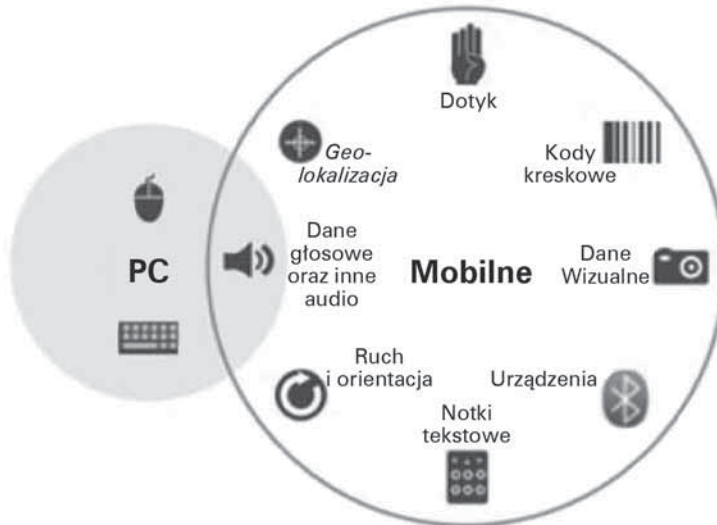 Dotyk
Geo-
lokalizacja
Kody
kreskowe
PC
Dane
głosowe
oraz inne
audio
Mobilne
Dane
Wizualne
Ruch
i orientacja
Urządzenia
Notki
tekstowe